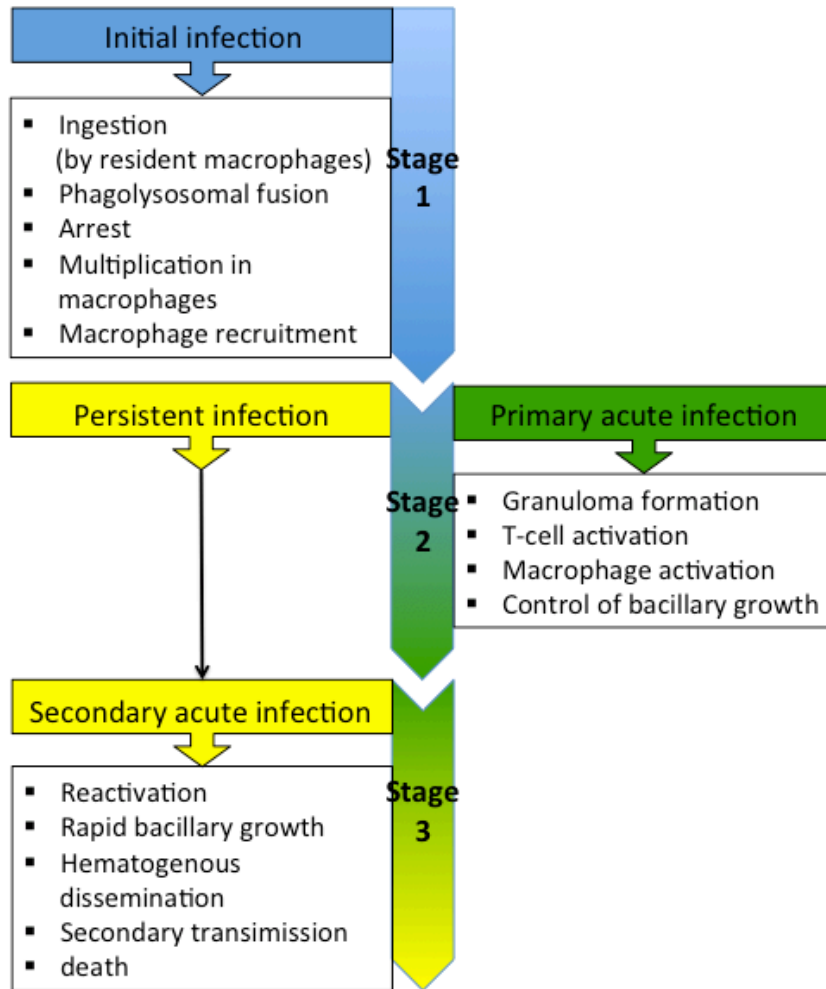 Initial infection
▪ Ingestion
(by resident macrophages)
▪ Phagolysosomal fusion
▪ Arrest
▪ Multiplication in
macrophages
▪ Macrophage recruitment
Stage
1
Persistent infection
Primary acute infection
Stage
2
▪ Granuloma formation
▪ T-cell activation
▪ Macrophage activation
▪ Control of bacillary growth
Secondary acute infection
▪ Reactivation
▪ Rapid bacillary growth
▪ Hematogenous
dissemination
▪ Secondary transimission
▪ death
Stage
3